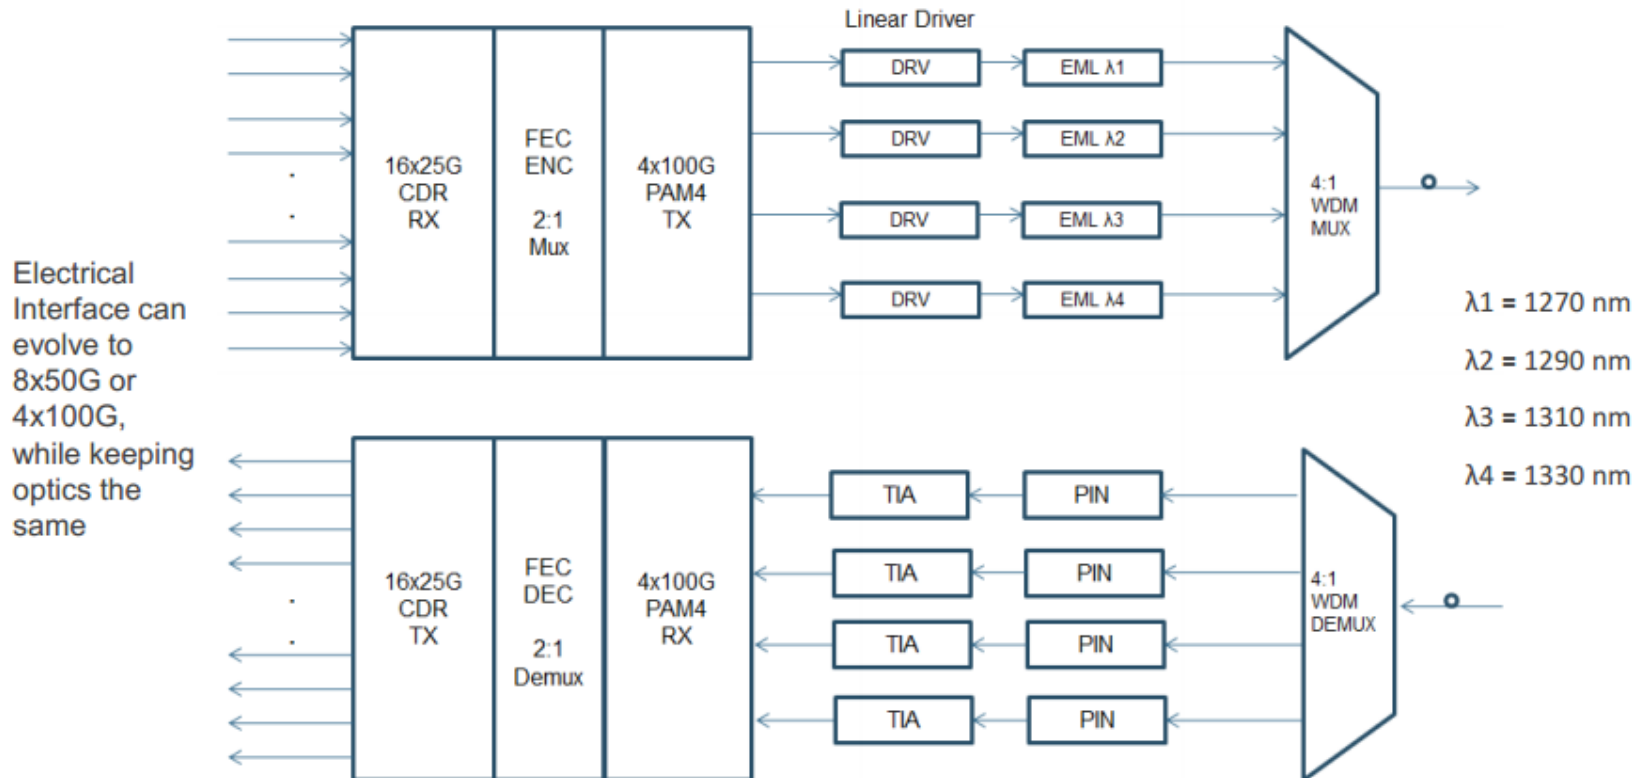 Linear Driver
16x25G
CDR
RX
FEC
ENC
2:1
Mux
4x100G
PAM4
TX
DRV
EML λ1
DRV
EML λ2
DRV
EML λ3
DRV
EML λ4
4:1
WDM
MUX
Electrical
Interface can
evolve to
8x50G or
4x100G,
while keeping
optics the
same
λ1 = 1270 nm
λ2 = 1290 nm
λ3 = 1310 nm
λ4 = 1330 nm
16x25G
CDR
TX
FEC
DEC
2:1
Demux
4x100G
PAM4
RX
TIA
PIN
TIA
PIN
TIA
PIN
TIA
PIN
4:1
WDM
DEMUX